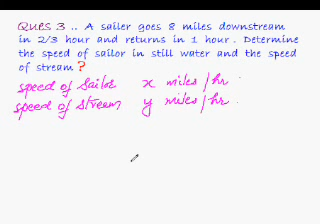 QUES 3 .. A sailer goes 8 miles downstream
in 2/3 hour and returns in 1 hour. Determine
the speed of sailor in still water and the speed
of stream ?
speed of Sailor x miles / hr .
speed of Stream y miles / hr .